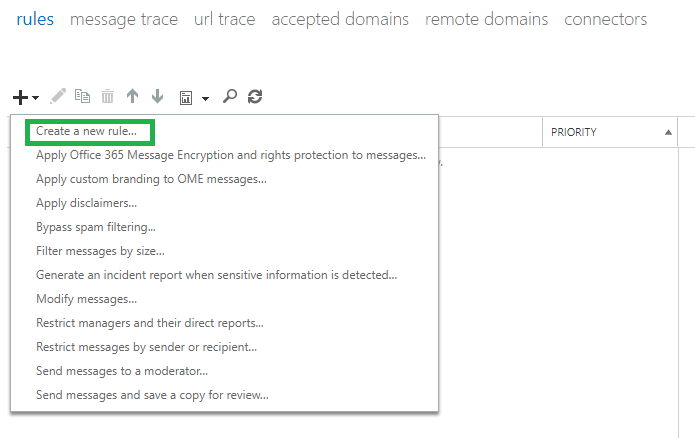 rules message trace url trace accepted domains remote domains connectors
PRIORITY
Create a new rule...
Apply Office 365 Message Encryption and rights protection to messages...
Apply custom branding to OME messages...
Apply disclaimers...
Bypass spam filtering...
Filter messages by size...
Generate an incident report when sensitive information is detected...
Modify messages...
Restrict managers and their direct reports...
Restrict messages by sender or recipient...
Send messages to a moderator...
Send messages and save a copy for review...